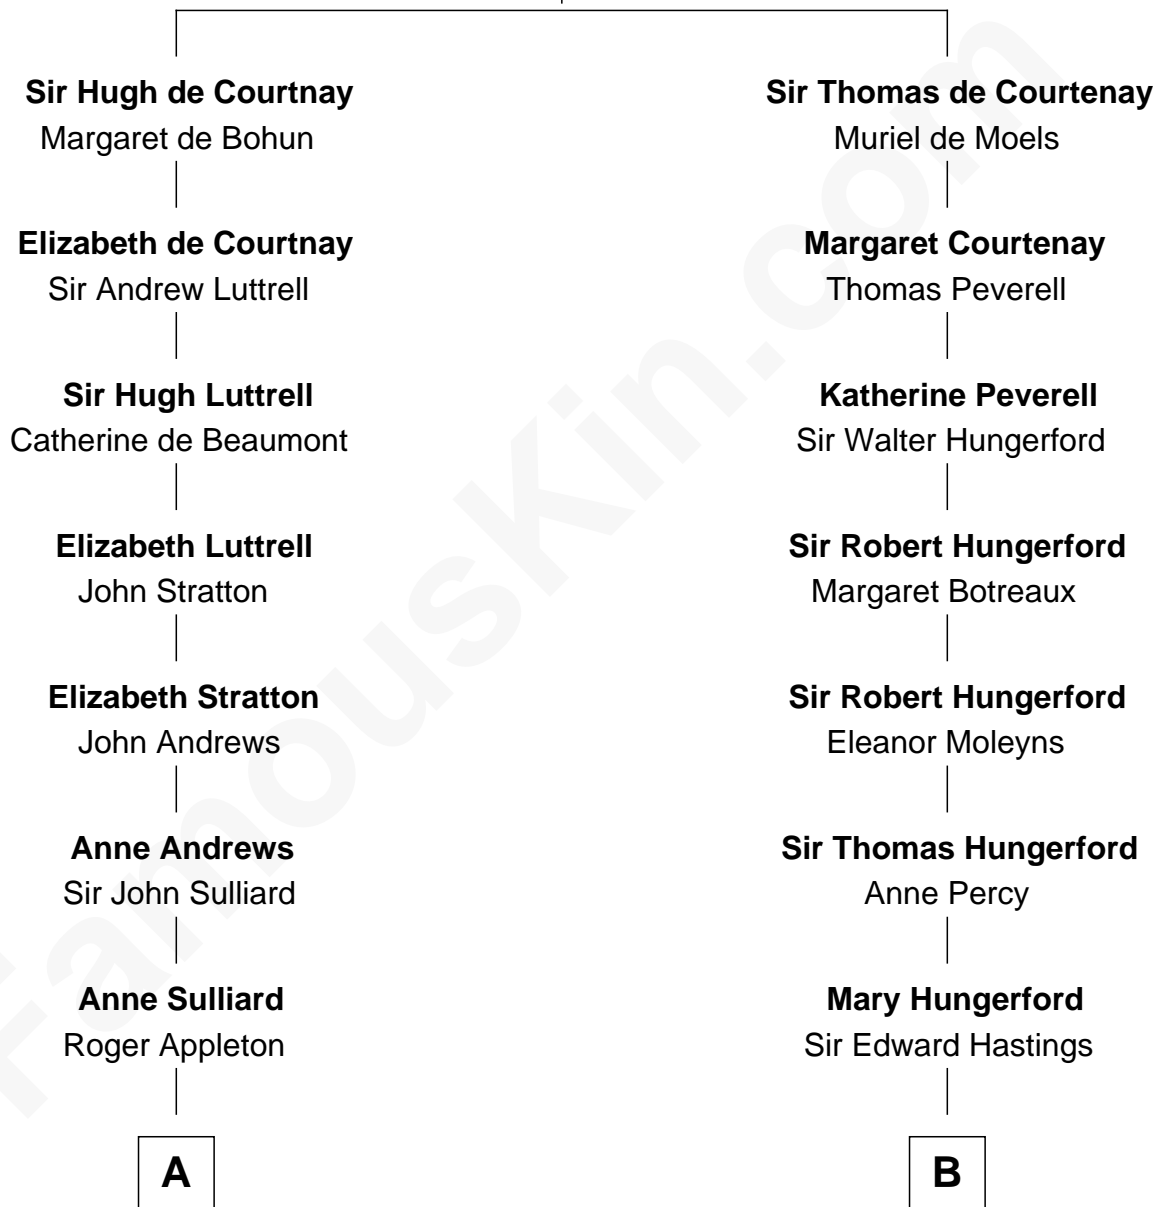 Sir Hugh de Courtnay
Margaret de Bohun
Elizabeth de Courtnay
Sir Andrew Luttrell
Sir Hugh Luttrell
Catherine de Beaumont
Elizabeth Luttrell
John Stratton
Elizabeth Stratton
John Andrews
Anne Andrews
Sir John Sulliard
Anne Sulliard
Roger Appleton
A
Sir Thomas de Courtenay
Muriel de Moels
Margaret Courtenay
Thomas Peverell
Katherine Peverell
Sir Walter Hungerford
Sir Robert Hungerford
Margaret Botreaux
Sir Robert Hungerford
Eleanor Moleyns
Sir Thomas Hungerford
Anne Percy
Mary Hungerford
Sir Edward Hastings
B
FamousKin.com